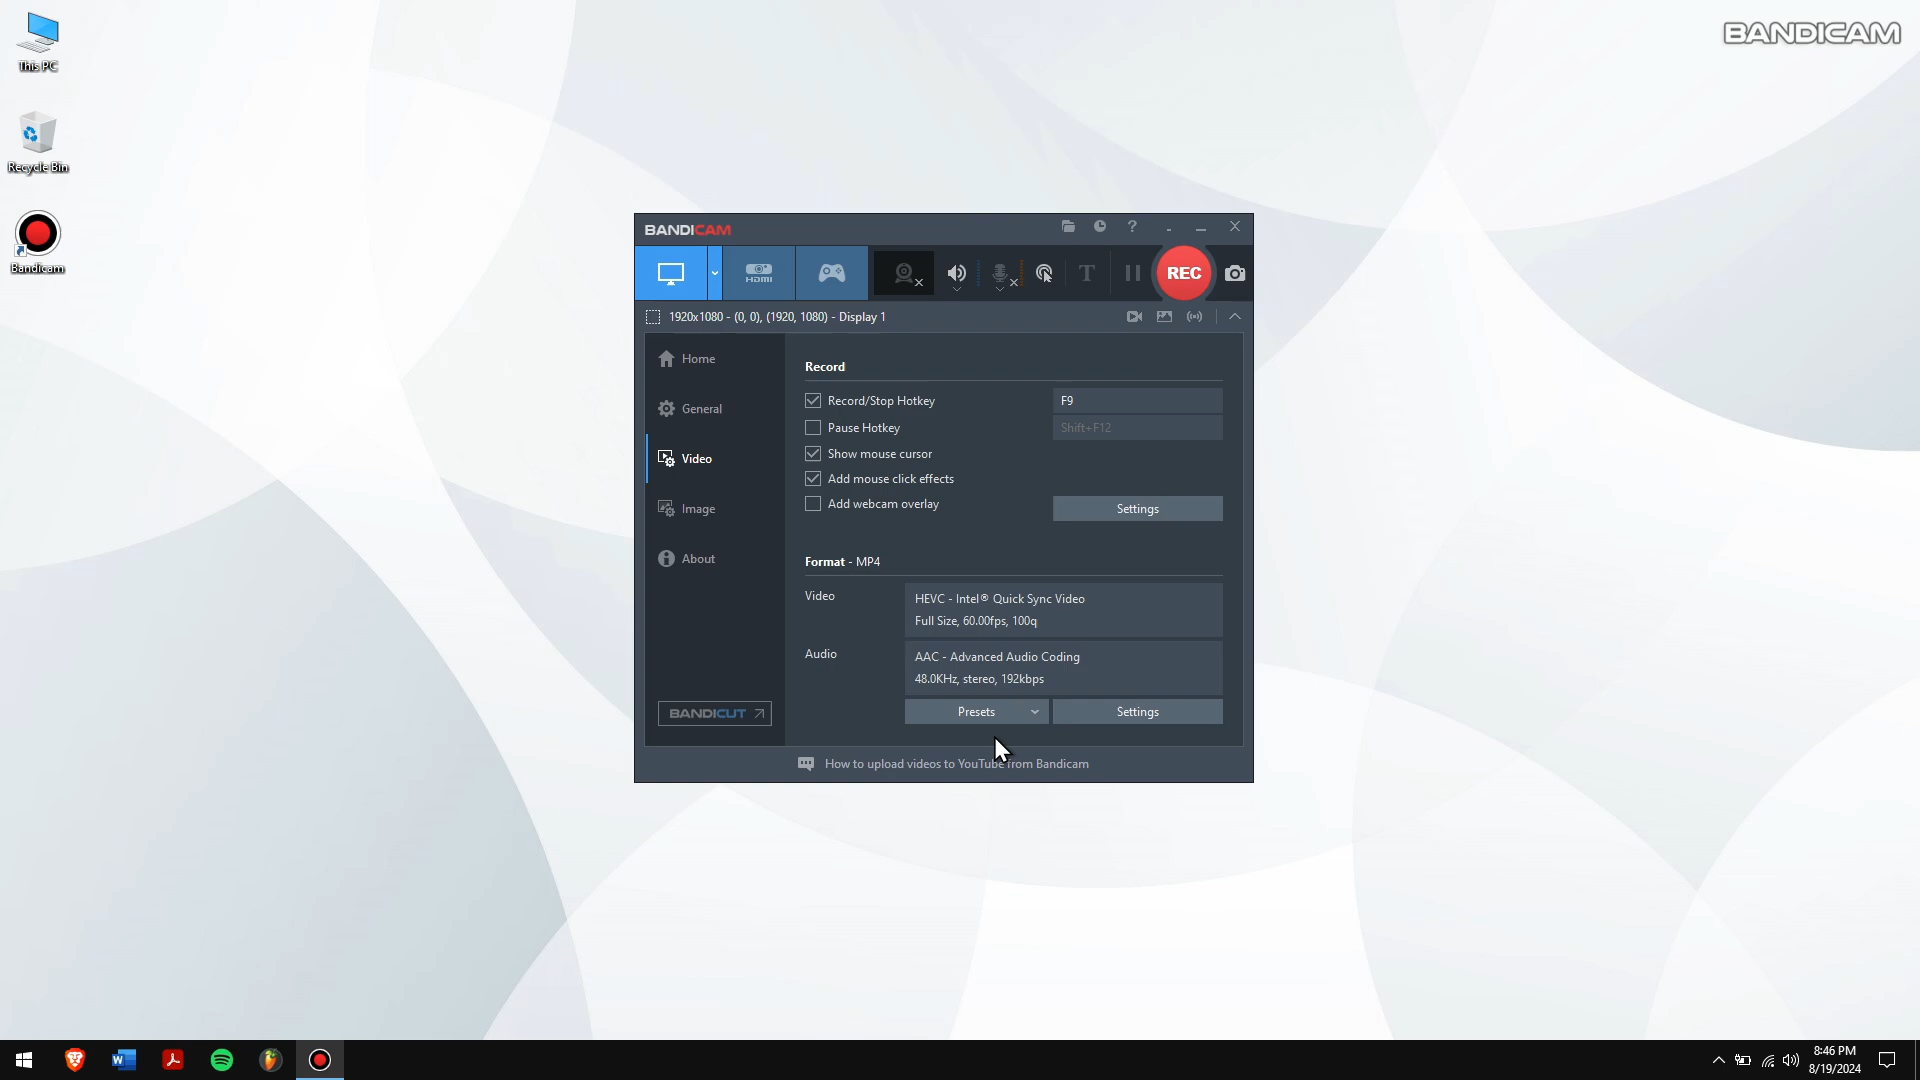 This PC
Recycle Bin
Bandicam
BANDICAM
BANDICAM
HDMI
T
REC
1920x1080 - (0, 0), (1920, 1080) - Display 1
Home
General
Video
Image
About
BANDICUT
Record
Record/Stop Hotkey
F9
Pause Hotkey
Shift+F12
Show mouse cursor
Add mouse click effects
Add webcam overlay
Settings
Format - MP4
Video
HEVC - Intel® Quick Sync Video
Full Size, 60.00fps, 100q
Audio
AAC - Advanced Audio Coding
48.0KHz, stereo, 192kbps
Presets
Settings
How to upload videos to YouTube from Bandicam
8:46 PM
8/19/2024